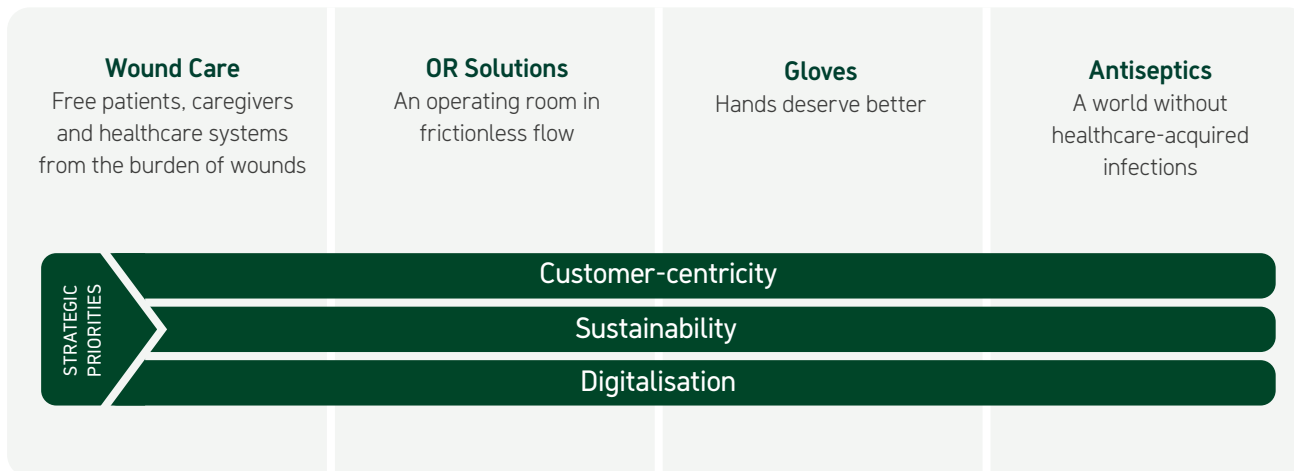 Wound Care
Free patients, caregivers
and healthcare systems
from the burden of wounds
OR Solutions
An operating room in
frictionless flow
Gloves
Hands deserve better
Antiseptics
A world without
healthcare-acquired
infections
STRATEGIC
PRIORITIES
Customer-centricity
Sustainability
Digitalisation